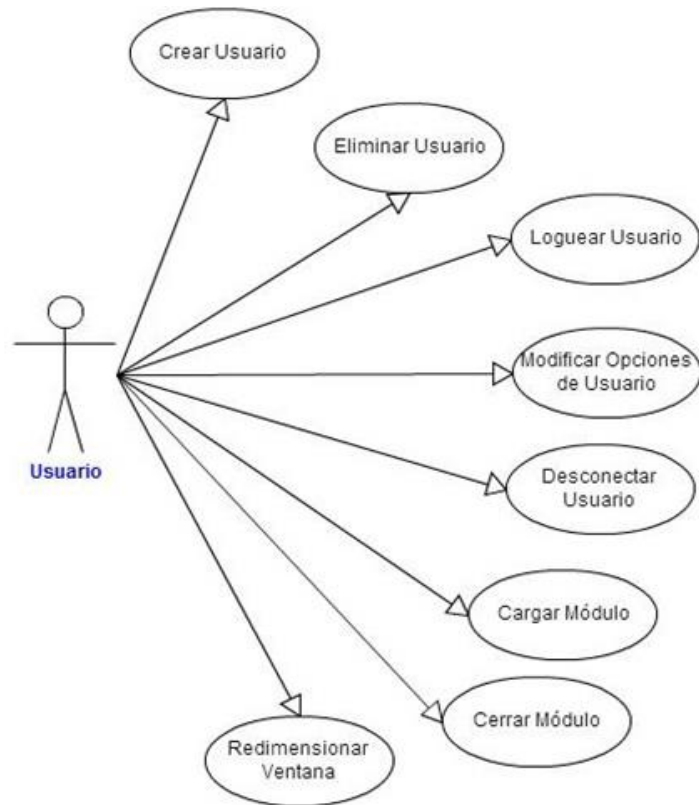 Crear Usuario
Eliminar Usuario
Loguear Usuario
Modificar Opciones
de Usuario
Usuario
Desconectar
Usuario
Cargar Módulo
Cerrar Módulo
Redimensionar
Ventana